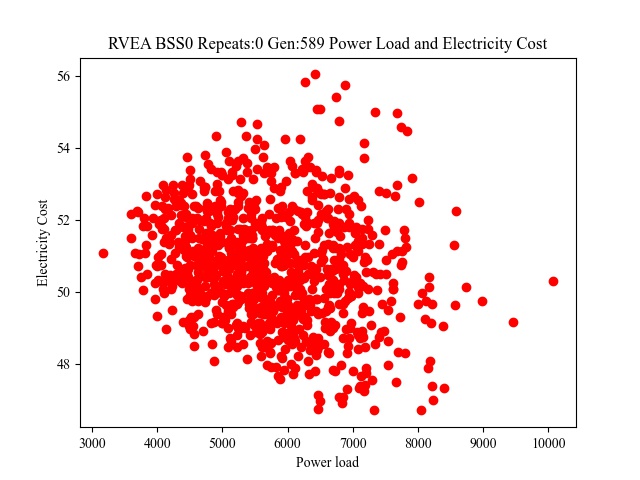 RVEA BSS0 Repeats:0 Gen:589 Power Load and Electricity Cost
56
54
52
50
48
Electricity Cost
3000 4000 5000 6000 7000 8000 9000 10000
Power load